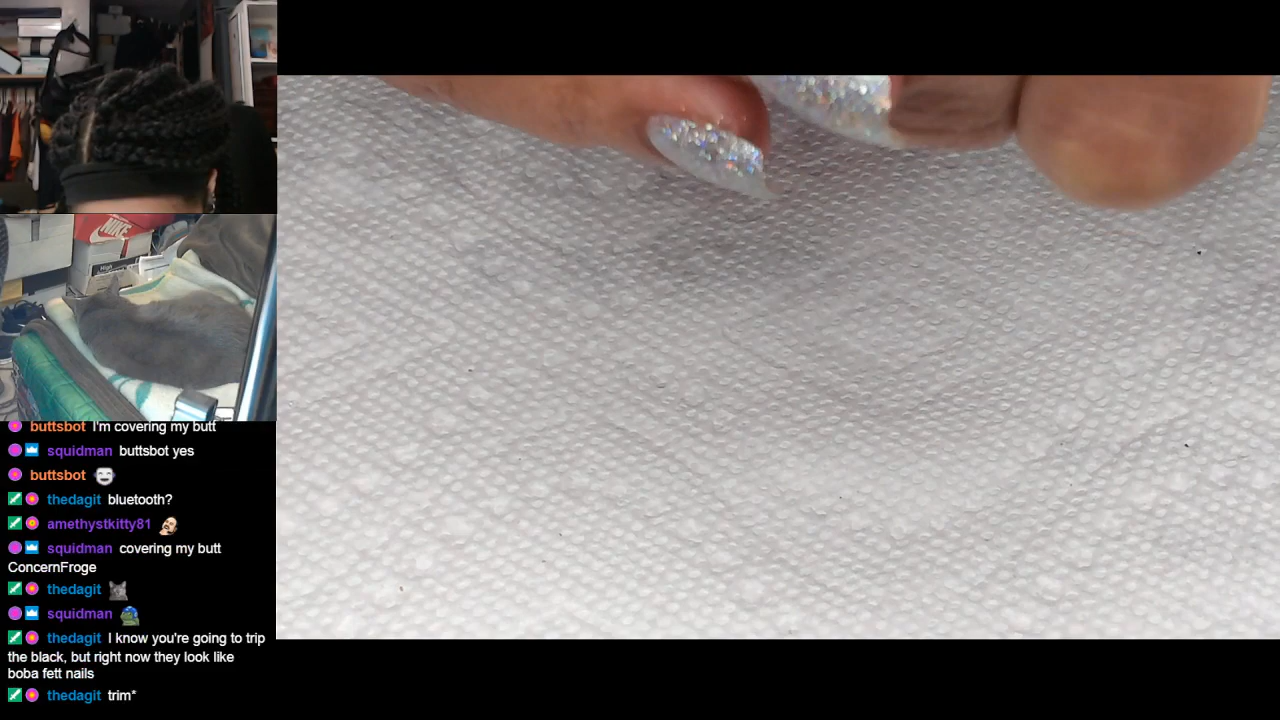 NIKE
buttsbot I'm covering my butt
squidman buttsbot yes
buttsbot
thedagit bluetooth?
amethystkitty81
squidman covering my butt
ConcernFroge
thedagit
squidman
thedagit I know you're going to trip
the black, but right now they look like
boba fett nails
thedagit trim*